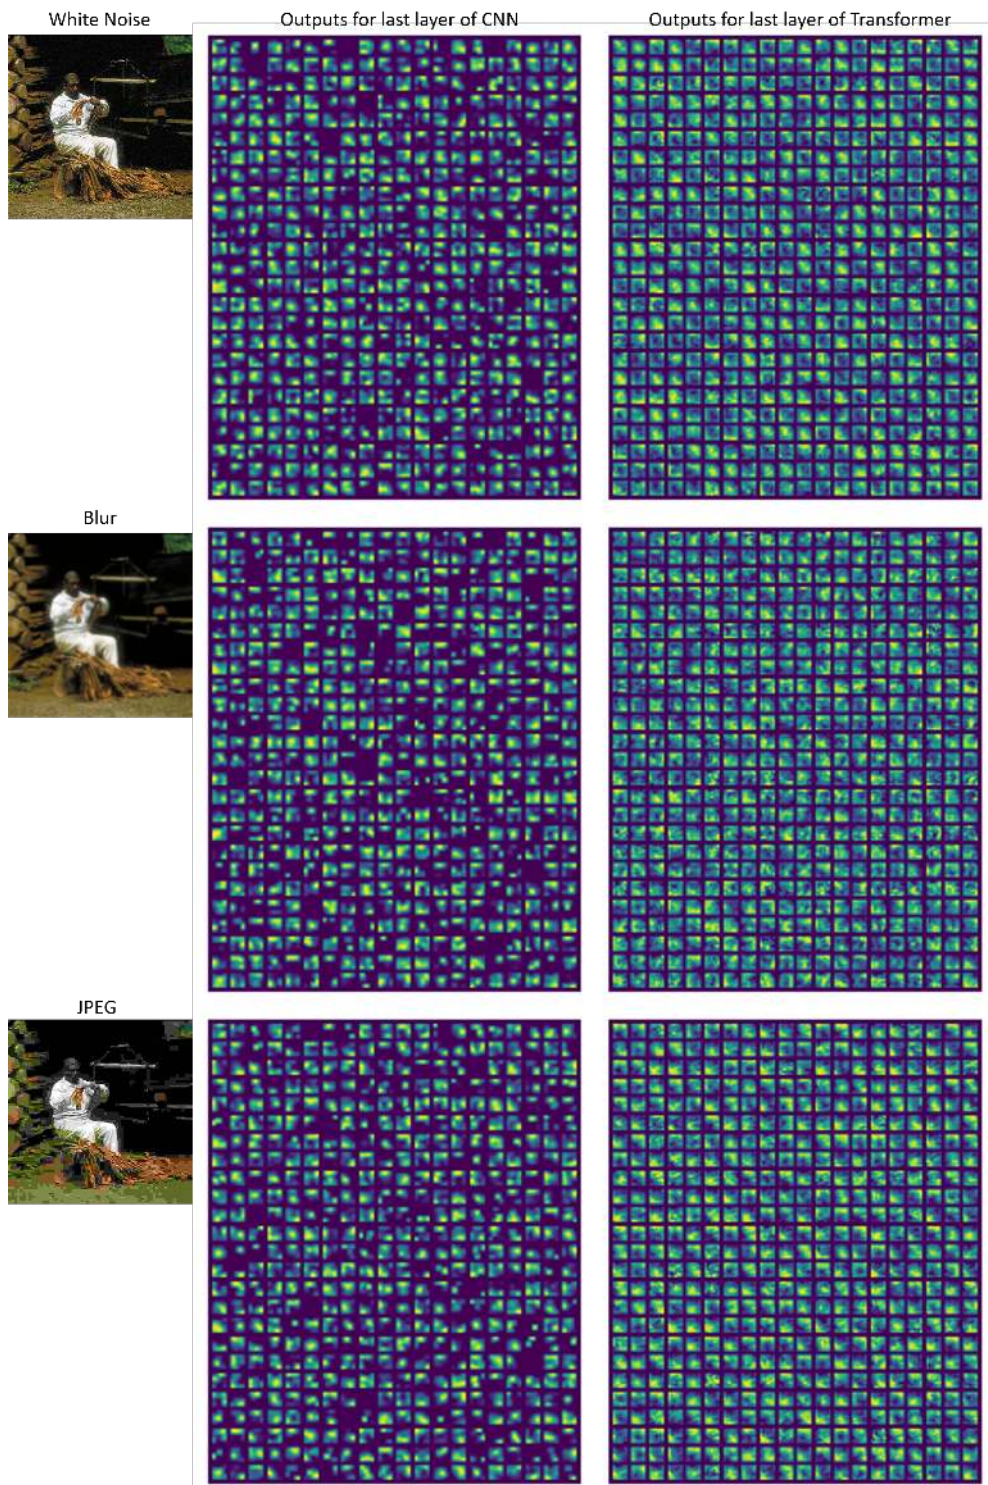 White Noise
Outputs for last layer of CNN
Outputs for last layer of Transformer
Blur
JPEG